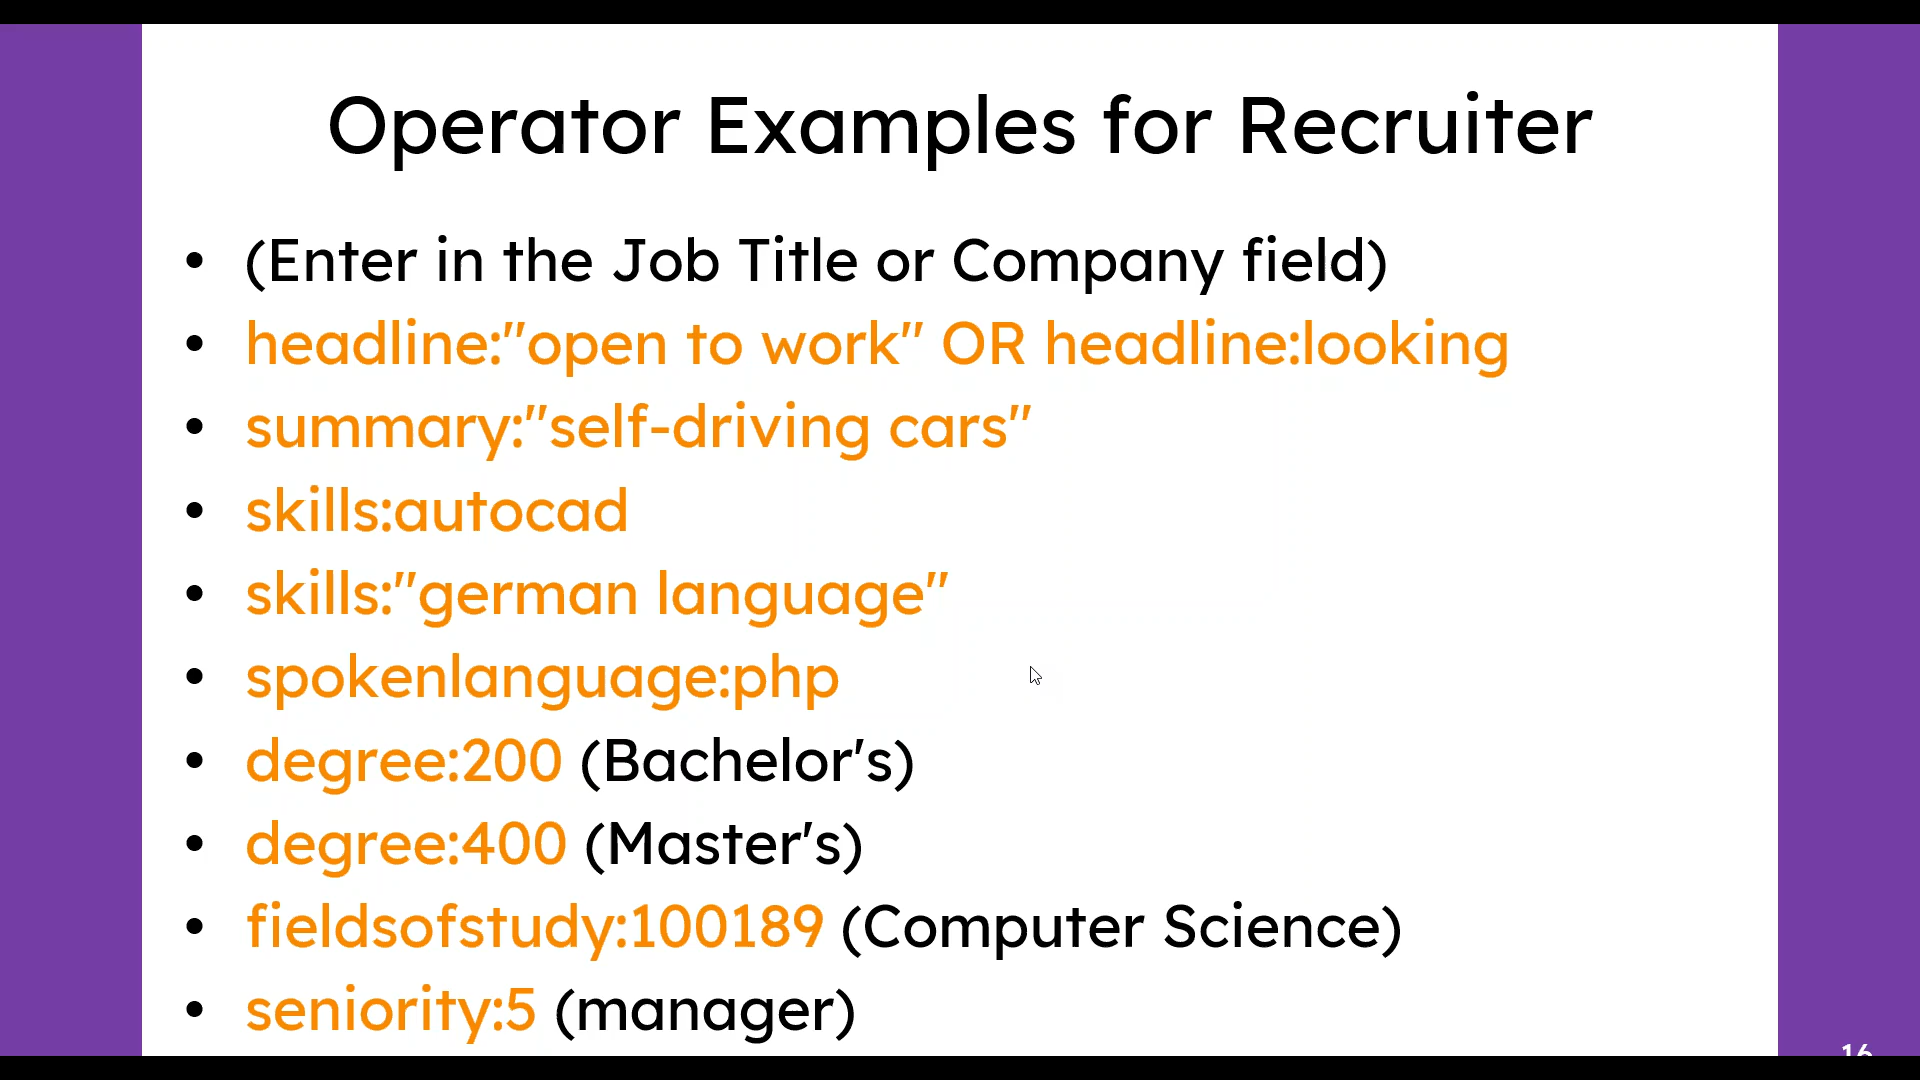 Operator Examples for Recruiter
• (Enter in the Job Title or Company field)
• headline:"open to work" OR headline:looking
• summary:"self-driving cars"
• skills:autocad
• skills:"german language"
• spokenlanguage:php
• degree:200 (Bachelor's)
• degree:400 (Master's)
• fieldsofstudy:100189 (Computer Science)
• seniority:5 (manager)
16